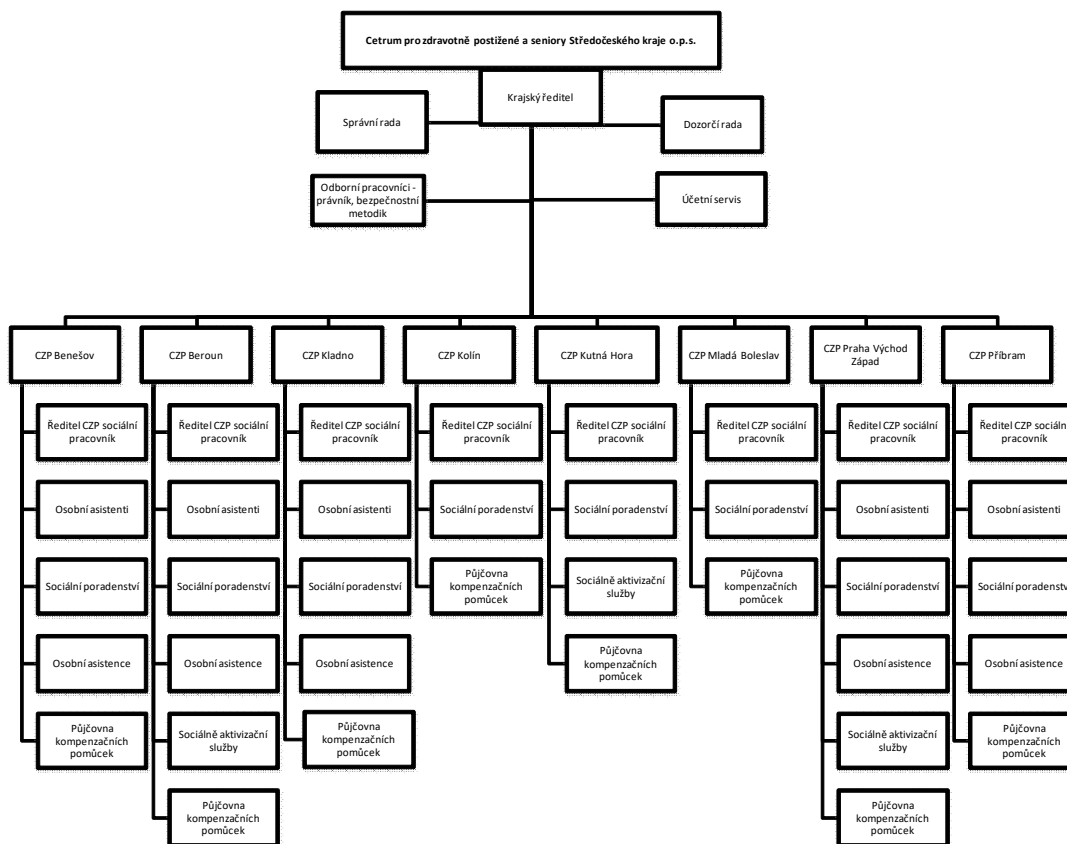 Cetrum pro zdravotně postižené a seniory Středočeského kraje o.p.s.
Krajský ředitel
Správní rada
Dozorčí rada
Odborní pracovníci -
právník, bezpečnostní
metodik
Účetní servis
CZP Benešov
Ředitel CZP sociální
pracovník
Osobní asistenti
Sociální poradenství
Osobní asistence
Půjčovna
kompenzačních
pomůcek
CZP Beroun
Ředitel CZP sociální
pracovník
Osobní asistenti
Sociální poradenství
Osobní asistence
Sociálně aktivizační
služby
Půjčovna
kompenzačních
pomůcek
CZP Kladno
Ředitel CZP sociální
pracovník
Osobní asistenti
Sociální poradenství
Osobní asistence
Půjčovna
kompenzačních
pomůcek
CZP Kolín
Ředitel CZP sociální
pracovník
Sociální poradenství
Půjčovna
kompenzačních
pomůcek
CZP Kutná Hora
Ředitel CZP sociální
pracovník
Sociální poradenství
Sociálně aktivizační
služby
Půjčovna
kompenzačních
pomůcek
CZP Mladá Boleslav
Ředitel CZP sociální
pracovník
Sociální poradenství
Půjčovna
kompenzačních
pomůcek
CZP Praha Východ
Západ
Ředitel CZP sociální
pracovník
Osobní asistenti
Sociální poradenství
Osobní asistence
Sociálně aktivizační
služby
Půjčovna
kompenzačních
pomůcek
CZP Příbram
Ředitel CZP sociální
pracovník
Osobní asistenti
Sociální poradenství
Osobní asistence
Půjčovna
kompenzačních
pomůcek